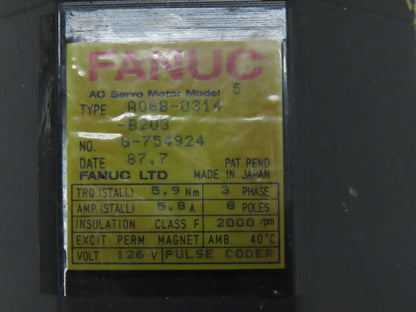 FANUC
AC Servo Motor Model 5
TYPE A06B-0314
-B203
NO. G-754924
DATE 87.7 PAT. PEND
FANUC LTD MADE IN JAPAN
TRQ.(STALL) 5.9 Nm 3 PHASE
AMP.(STALL) 5.8 A 8 POLES
INSULATION CLASS F 2000 rpm
EXCIT PERM. MAGNET AMB 40°C
VOLT 126 V PULSE CODER